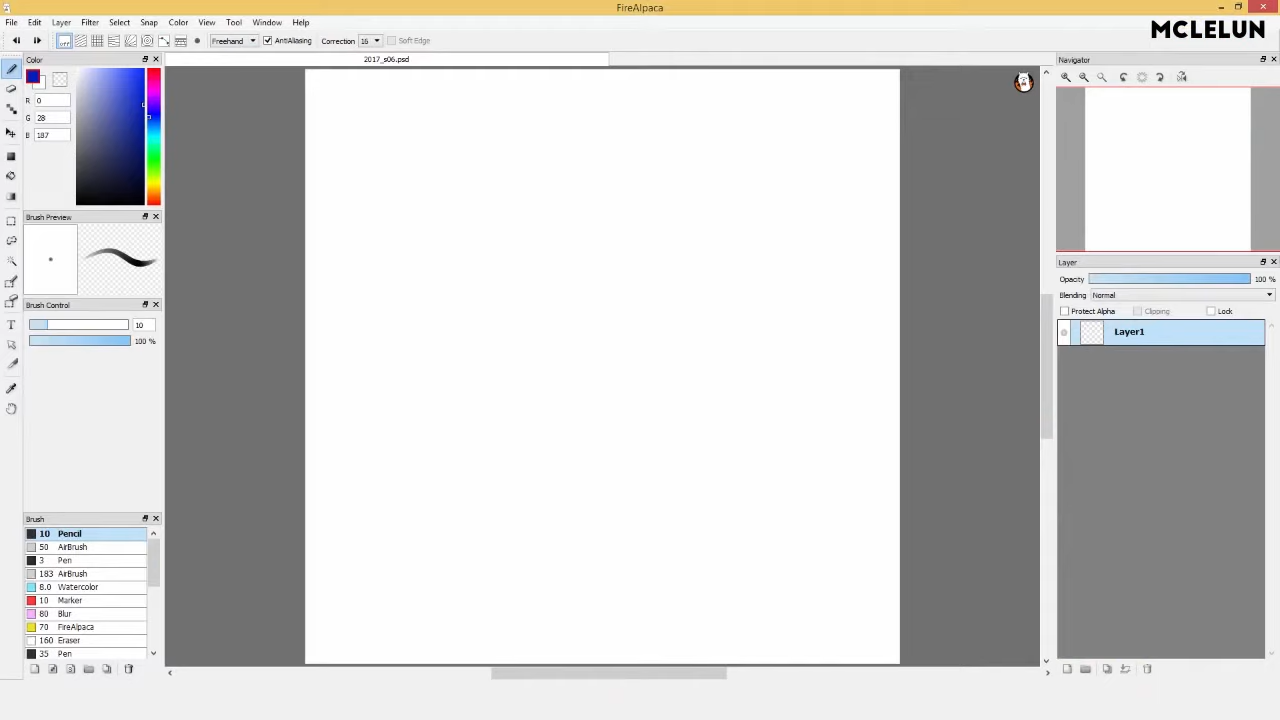 FireAlpaca
File Edit Layer Filter Select Snap Color View Tool Window Help
MCLELUN
OFF Freehand AntiAliasing Correction 16 Soft Edge
Color
2017_s06.psd
Navigator
R 0
G 28
B 187
Brush Preview
Layer
Opacity 100 %
Blending Normal
Protect Alpha Clipping Lock
Layer1
Brush Control
10
100 %
Brush
10 Pencil
50 AirBrush
3 Pen
183 AirBrush
8.0 Watercolor
10 Marker
80 Blur
70 FireAlpaca
160 Eraser
35 Pen